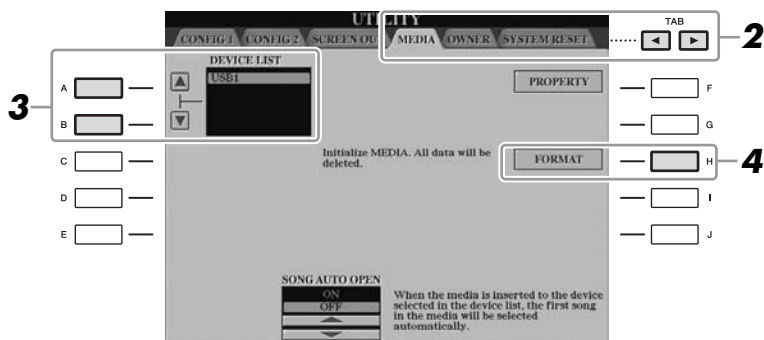 UTILITY
TAB
CONFIG 1 CONFIG 2 SCREEN OU MEDIA OWNER SYSTEM RESET
2
DEVICE LIST
USB1
PROPERTY
3
A
B
C
D
E
F
G
H
I
J
Initialize MEDIA. All data will be
deleted.
FORMAT
4
SONG AUTO OPEN
ON
OFF
When the media is inserted to the device
selected in the device list, the first song
in the media will be selected
automatically.